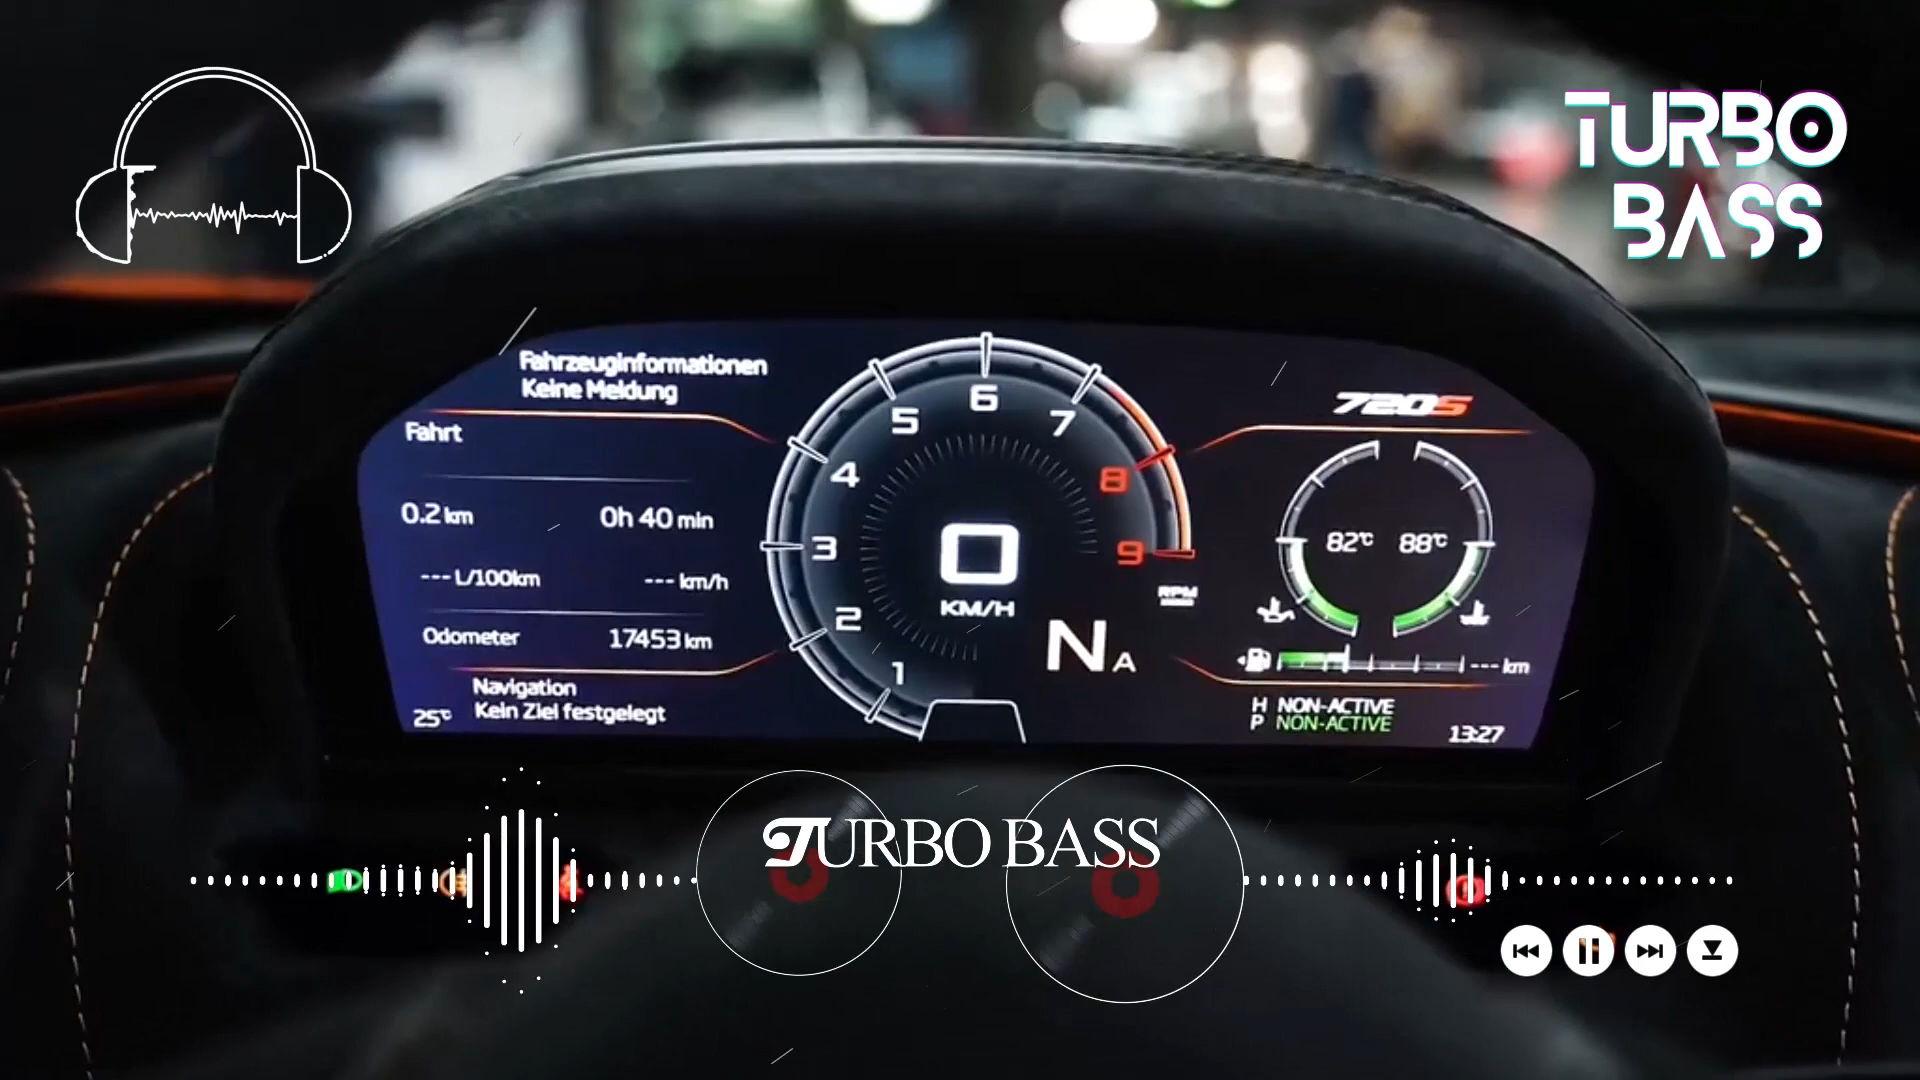 TURBO
BASS
Fahrzeuginformationen
Keine Meldung
Fahrt
0.2 km
0h 40 min
--- L/100km
--- km/h
Odometer
17453 km
Navigation
Kein Ziel festgelegt
25°C
1
2
3
4
5
6
7
8
9
0
KM/H
RPM
N A
720S
82°C 88°C
--- km
H NON-ACTIVE
P NON-ACTIVE
13:27
TURBO BASS